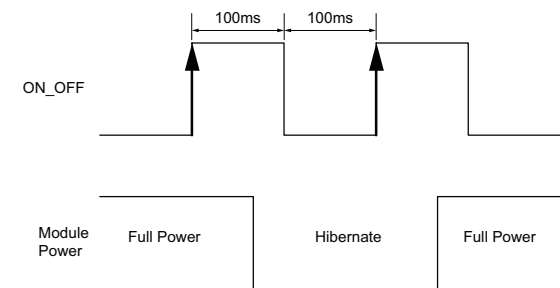 100ms 100ms
ON_OFF
Module
Power
Full Power
Hibernate
Full Power